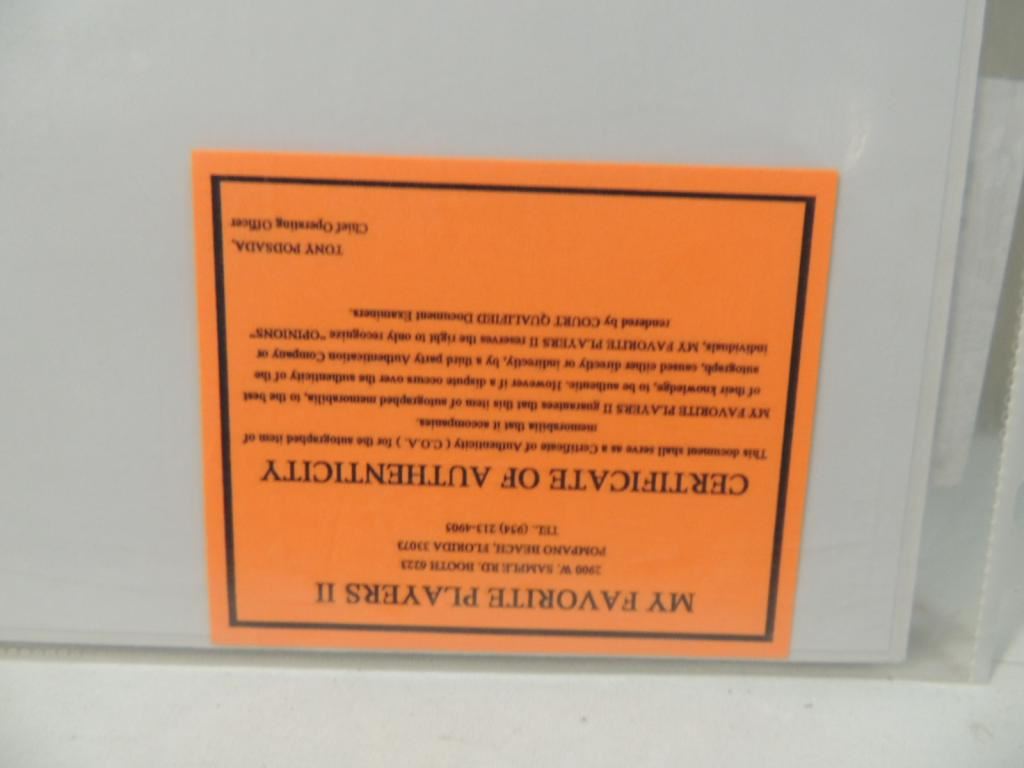 MY FAVORITE PLAYERS II
2900 W. SAMPLE RD. BOOTH 6223
POMPANO BEACH, FLORIDA 33073
TEL. (954) 213-4905
CERTIFICATE OF AUTHENTICITY
This document shall serve as a Certificate of Authenticity ( C.O.A. ) for the autographed item of
memorabilia that it accompanies.
MY FAVORITE PLAYERS II guarantees that this item of autographed memorabilia, to the best
of their knowledge, to be authentic. However if a dispute occurs over the authenticity of the
autograph, caused either directly or indirectly, by a third party Authentication Company or
individuals, MY FAVORITE PLAYERS II reserves the right to only recognize "OPINIONS"
rendered by COURT QUALIFIED Document Examiners.
TONY PODSADA,
Chief Operating Officer